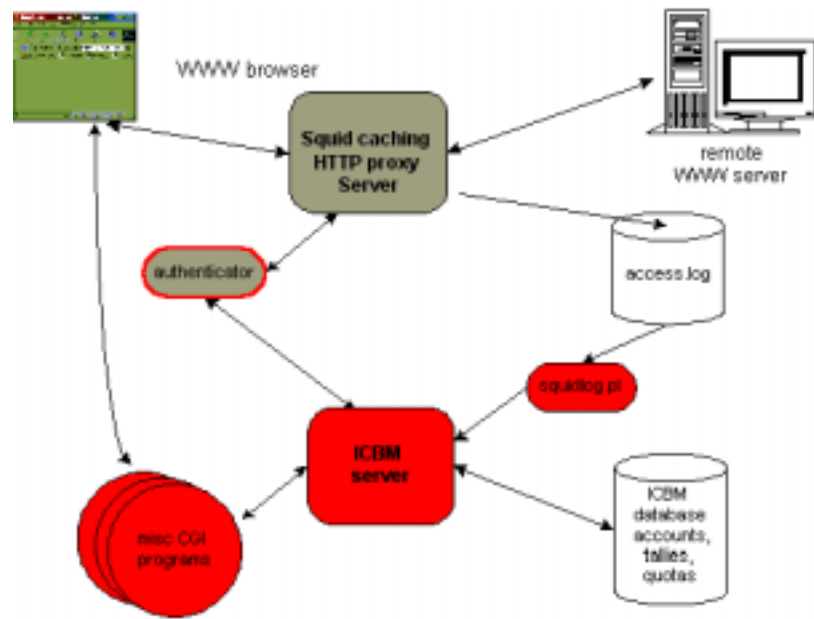 WWW browser
Squid caching
HTTP proxy
Server
remote
WWW server
authenticator
access.log
squidlog.pl
ICBM
server
ICBM
database
accounts,
tallies,
quotas
misc CGI
programs